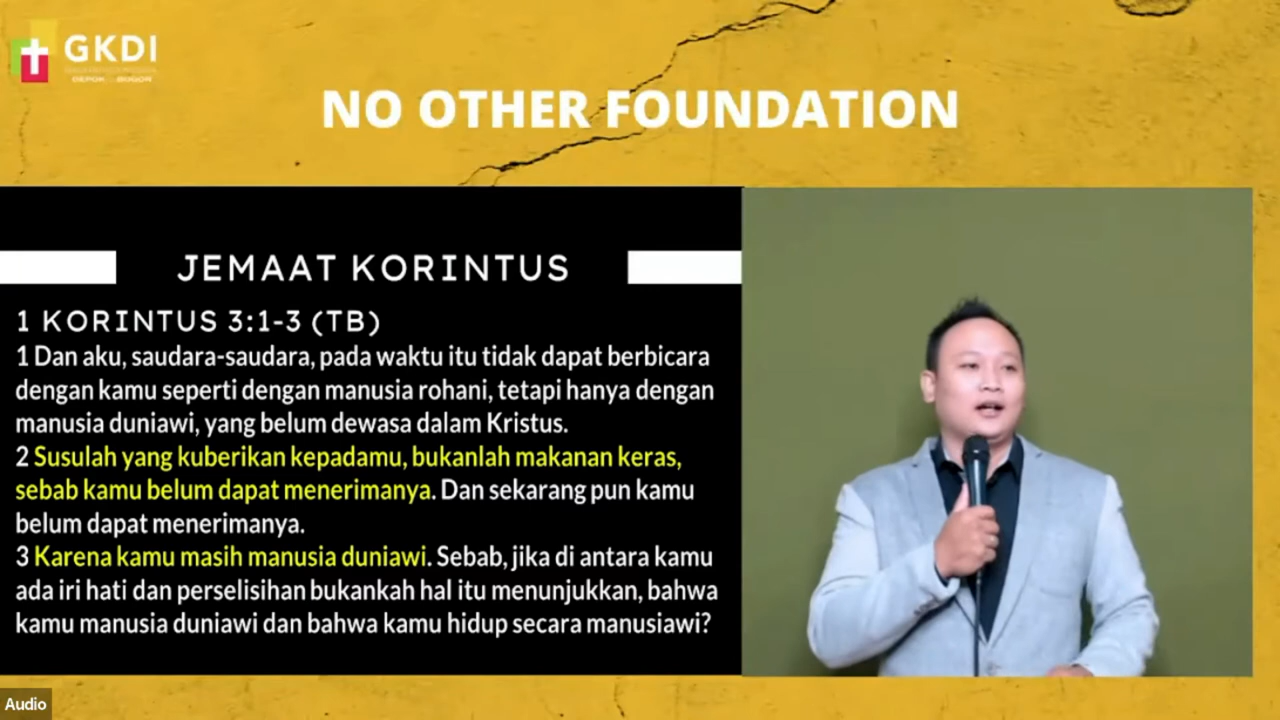 GKDI
DEPOK BOGOR
NO OTHER FOUNDATION
JEMAAT KORINTUS
1 KORINTUS 3:1-3 (TB)
1 Dan aku, saudara-saudara, pada waktu itu tidak dapat berbicara
dengan kamu seperti dengan manusia rohani, tetapi hanya dengan
manusia duniawi, yang belum dewasa dalam Kristus.
2 Susulah yang kuberikan kepadamu, bukanlah makanan keras,
sebab kamu belum dapat menerimanya. Dan sekarang pun kamu
belum dapat menerimanya.
3 Karena kamu masih manusia duniawi. Sebab, jika di antara kamu
ada iri hati dan perselisihan bukankah hal itu menunjukkan, bahwa
kamu manusia duniawi dan bahwa kamu hidup secara manusiawi?
Audio